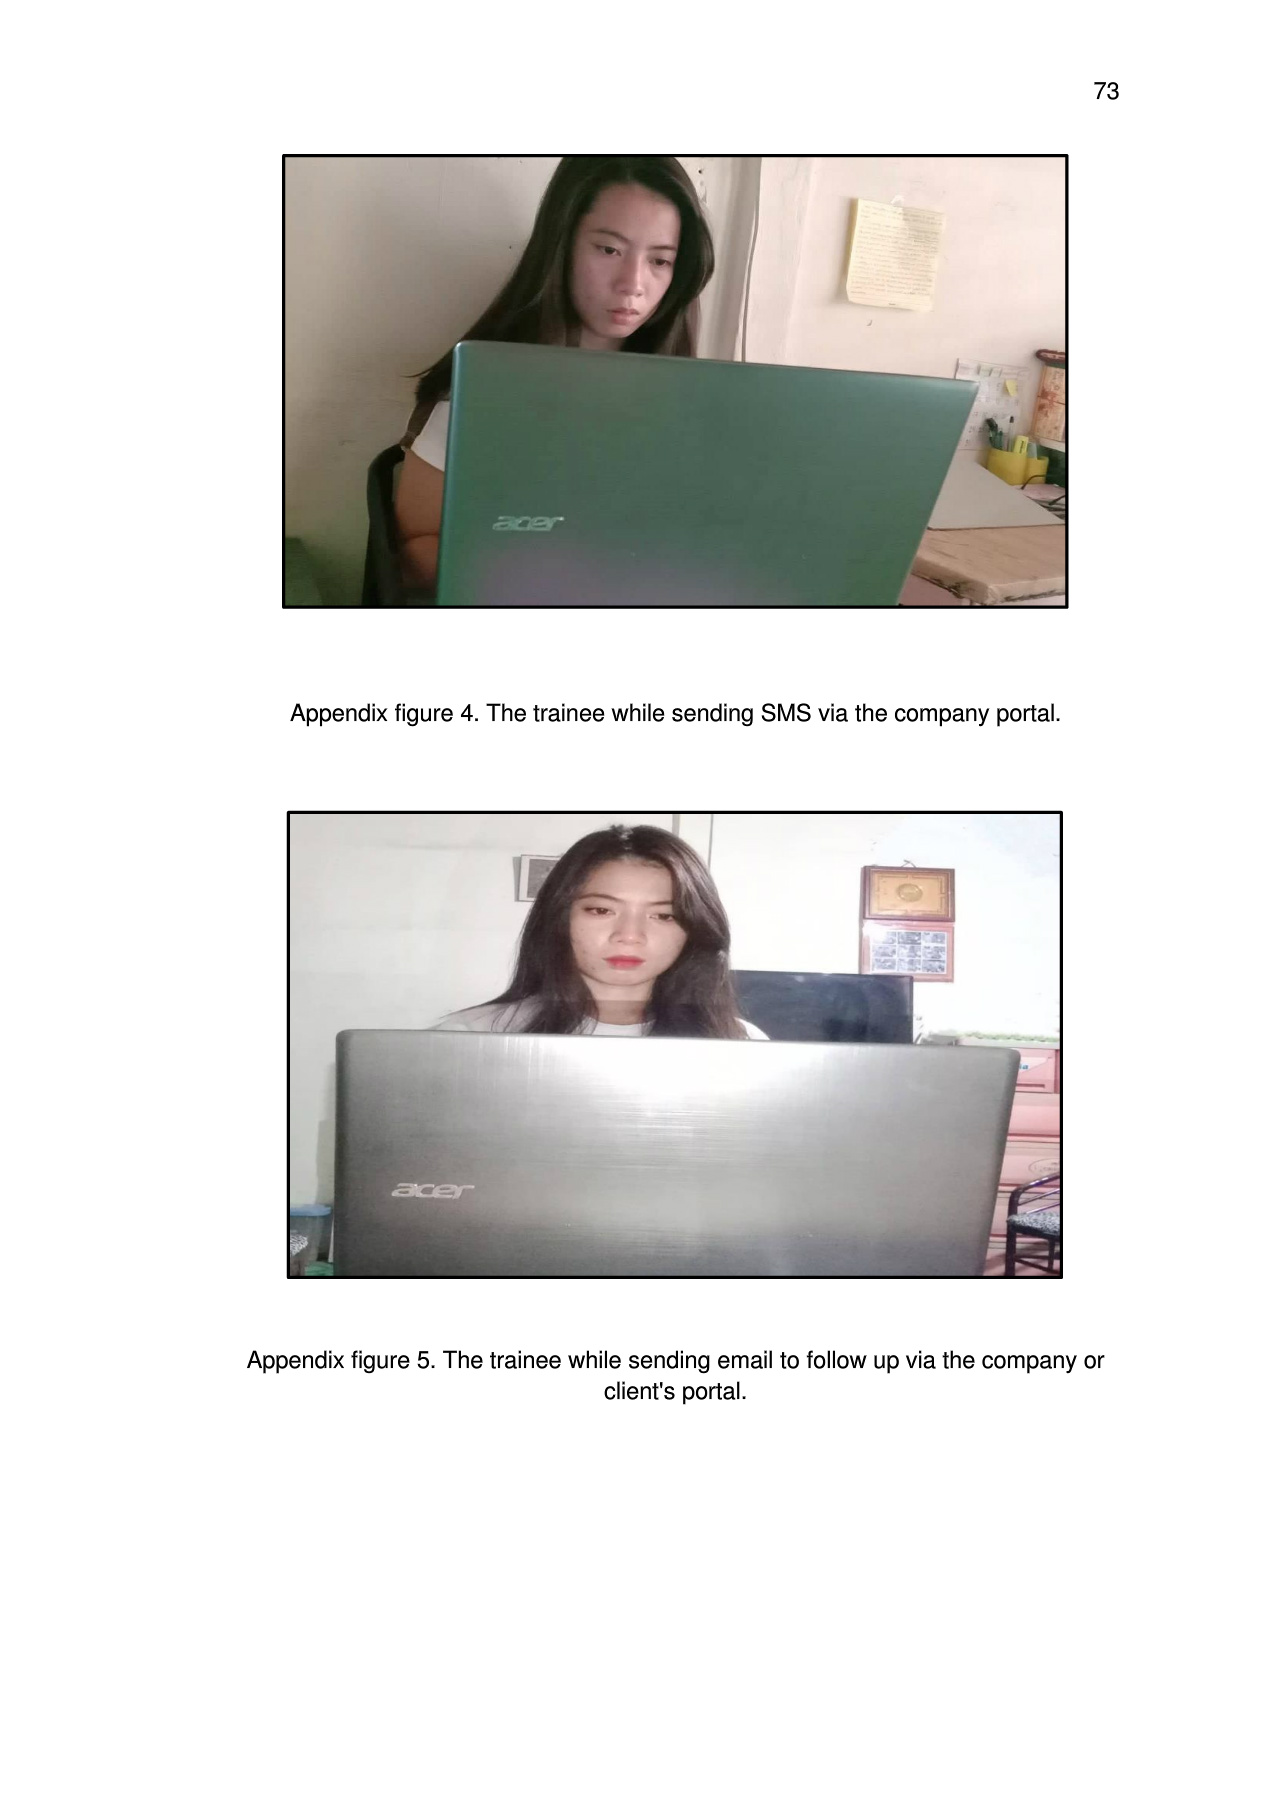 73
acer
Appendix figure 4. The trainee while sending SMS via the company portal.
acer
Appendix figure 5. The trainee while sending email to follow up via the company or
client's portal.